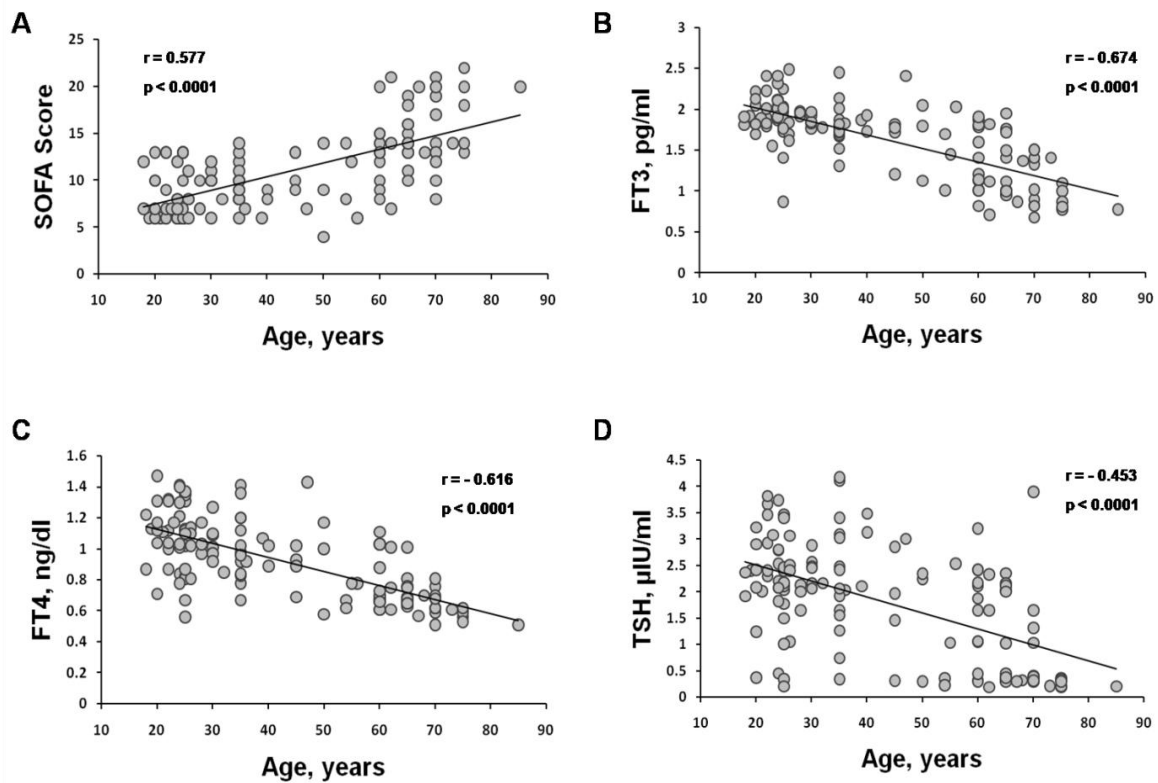 A
r = 0.577
p < 0.0001
SOFA Score
25
20
15
10
5
0
10 20 30 40 50 60 70 80 90
Age, years
B
r = - 0.674
p < 0.0001
FT3, pg/ml
3
2.5
2
1.5
1
0.5
0
10 20 30 40 50 60 70 80 90
Age, years
C
r = - 0.616
p < 0.0001
FT4, ng/dl
1.6
1.4
1.2
1
0.8
0.6
0.4
0.2
0
10 20 30 40 50 60 70 80 90
Age, years
D
r = - 0.453
p < 0.0001
TSH, µIU/ml
4.5
4
3.5
3
2.5
2
1.5
1
0.5
0
10 20 30 40 50 60 70 80 90
Age, years